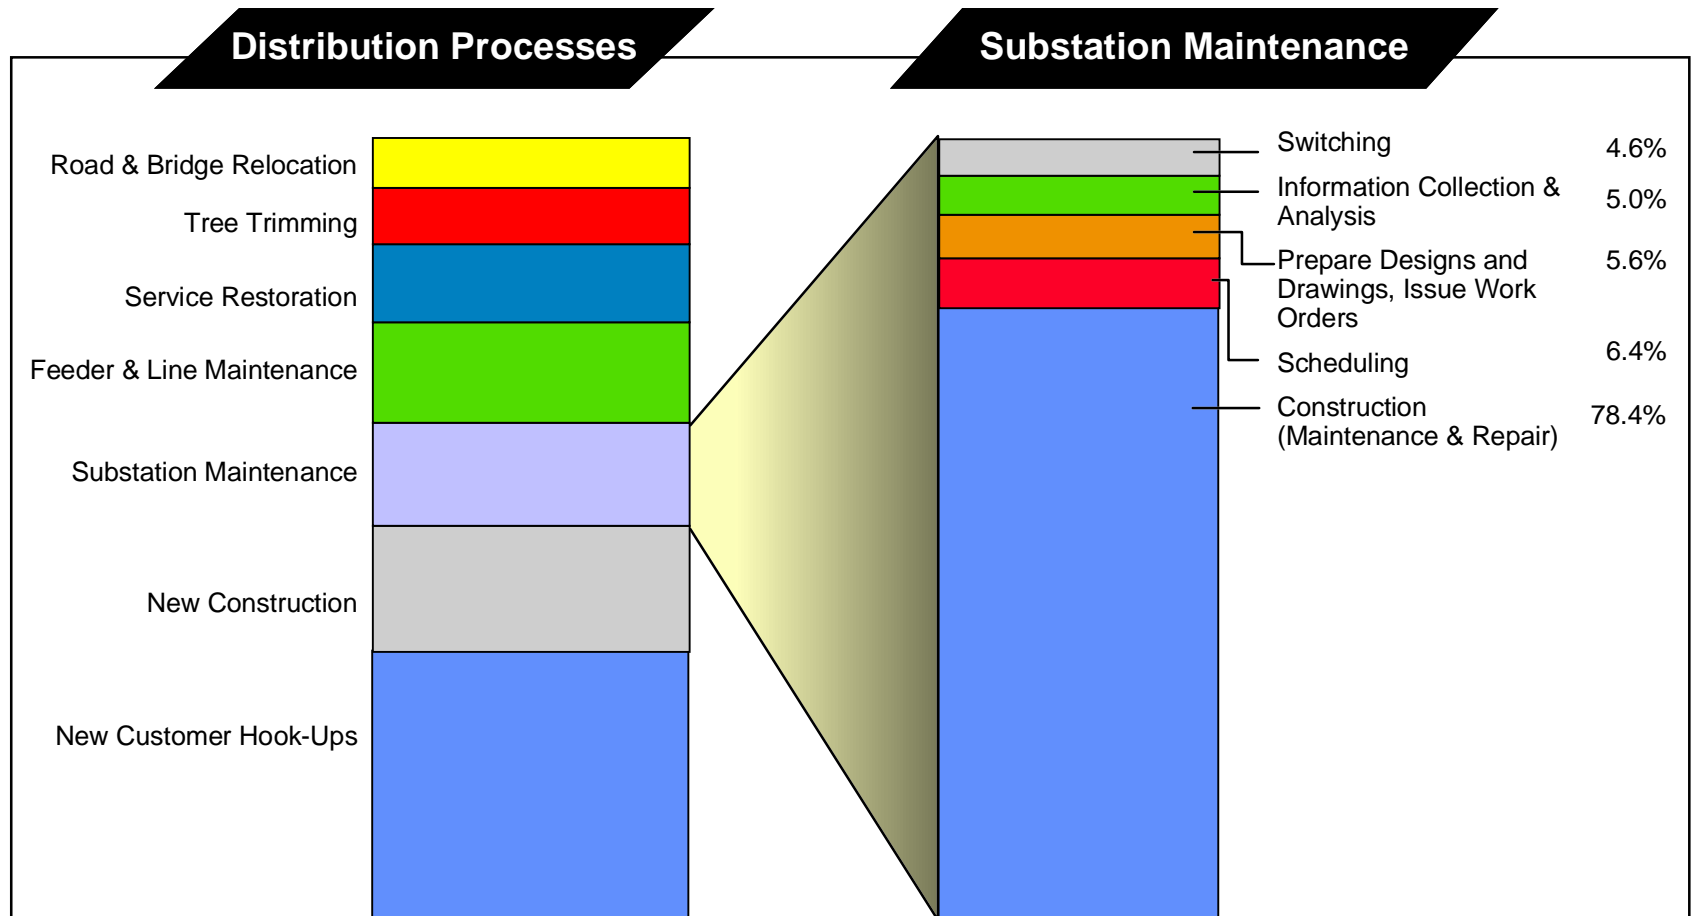 Distribution Processes
Substation Maintenance
Road & Bridge Relocation
Tree Trimming
Service Restoration
Feeder & Line Maintenance
Substation Maintenance
New Construction
New Customer Hook-Ups
Switching 4.6%
Information Collection &
Analysis
5.0%
Prepare Designs and
Drawings, Issue Work
Orders
5.6%
Scheduling 6.4%
Construction
(Maintenance & Repair)
78.4%